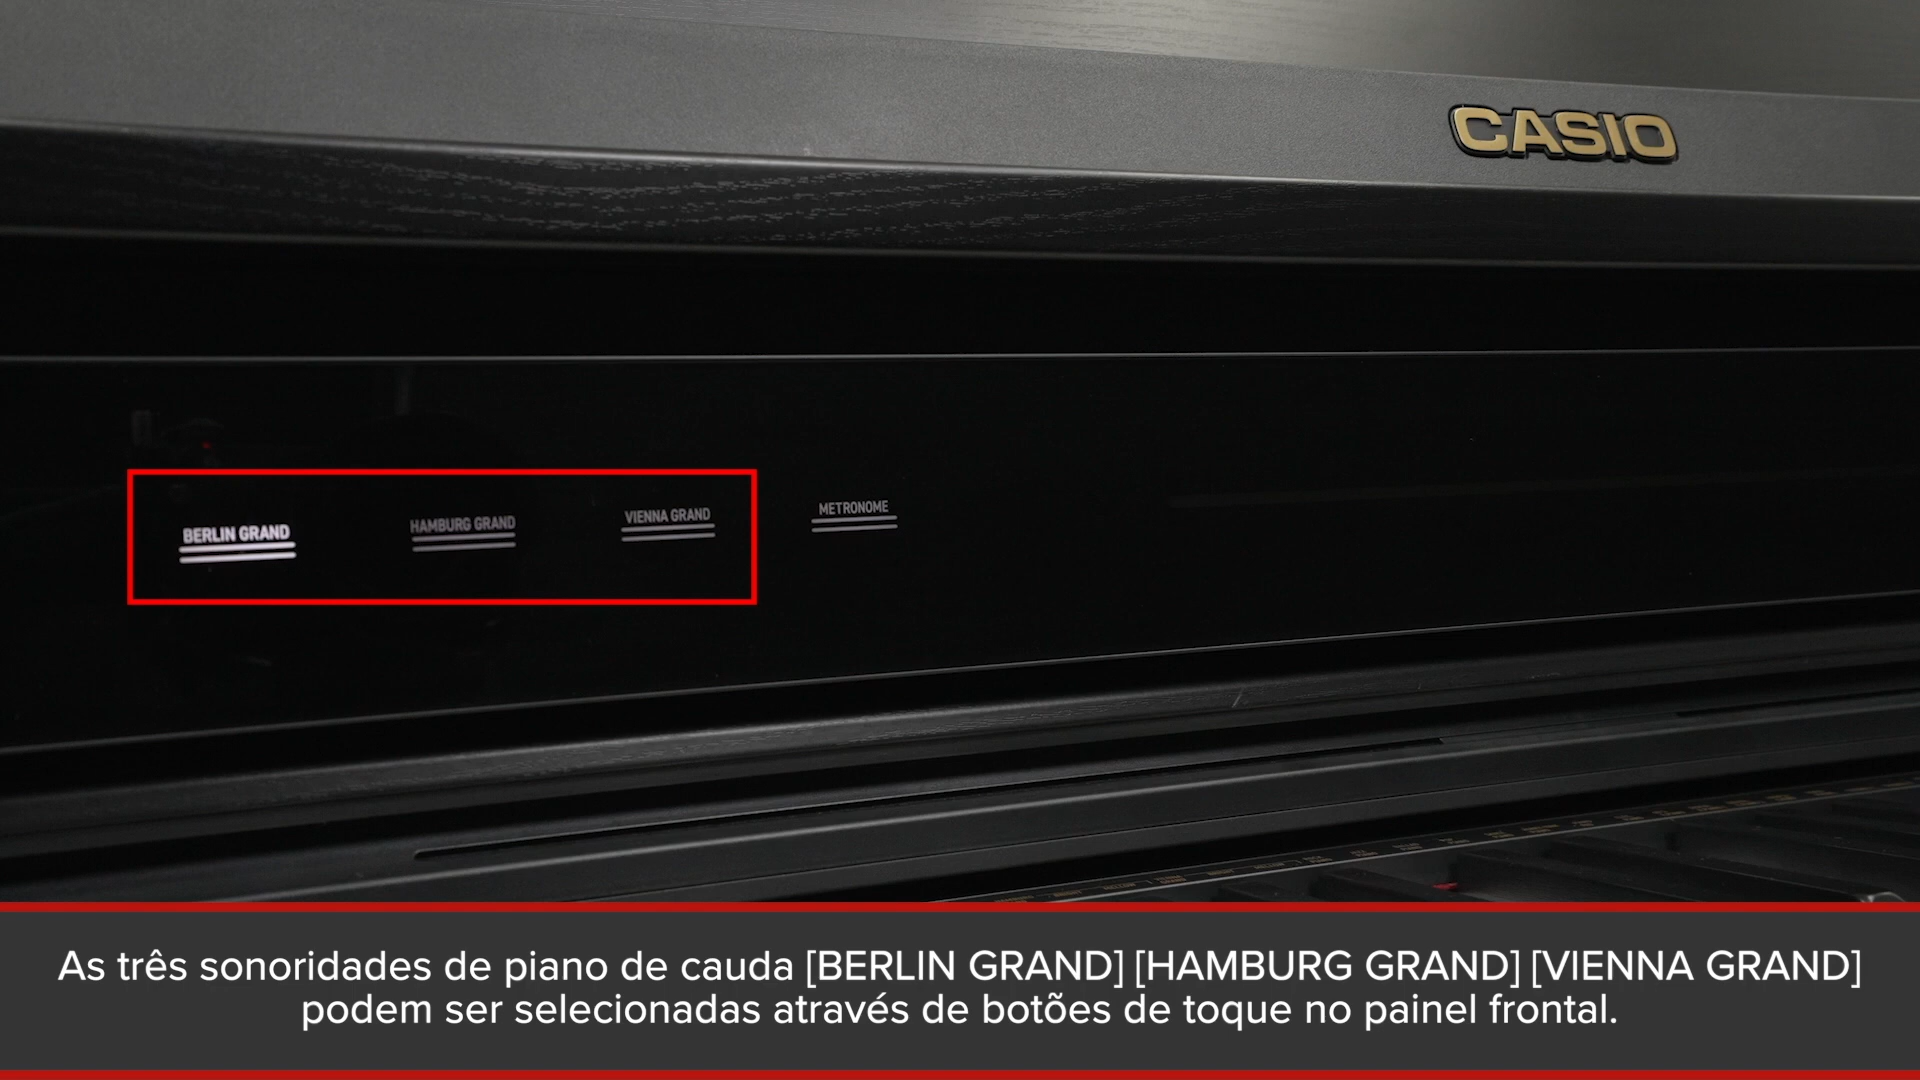 CASIO
BERLIN GRAND
HAMBURG GRAND
VIENNA GRAND
METRONOME
As três sonoridades de piano de cauda [BERLIN GRAND] [HAMBURG GRAND] [VIENNA GRAND]
podem ser selecionadas através de botões de toque no painel frontal.